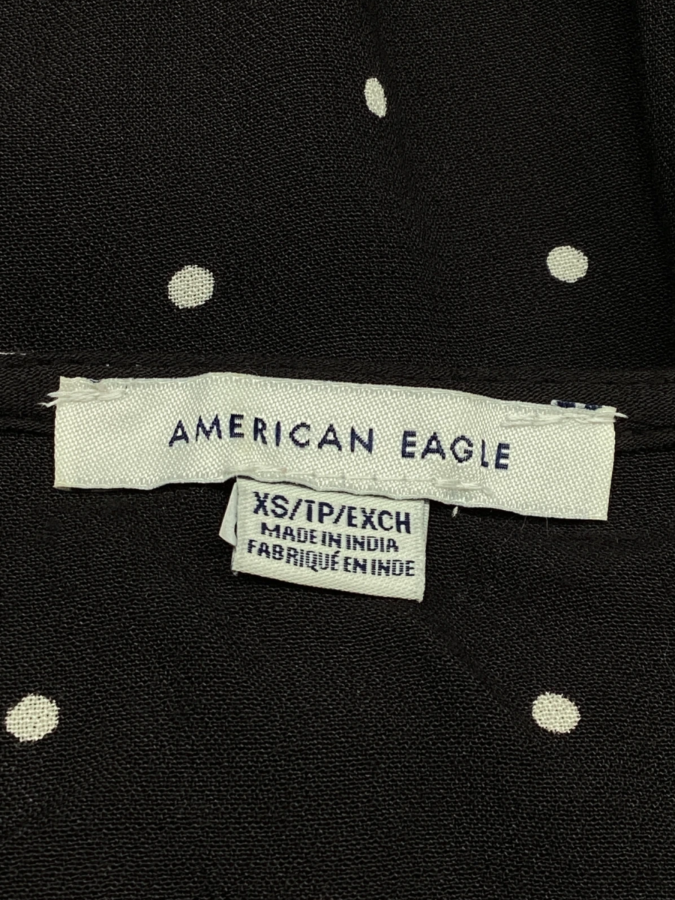 AMERICAN EAGLE
XS/TP/EXCH
MADE IN INDIA
FABRIQUÉ EN INDE